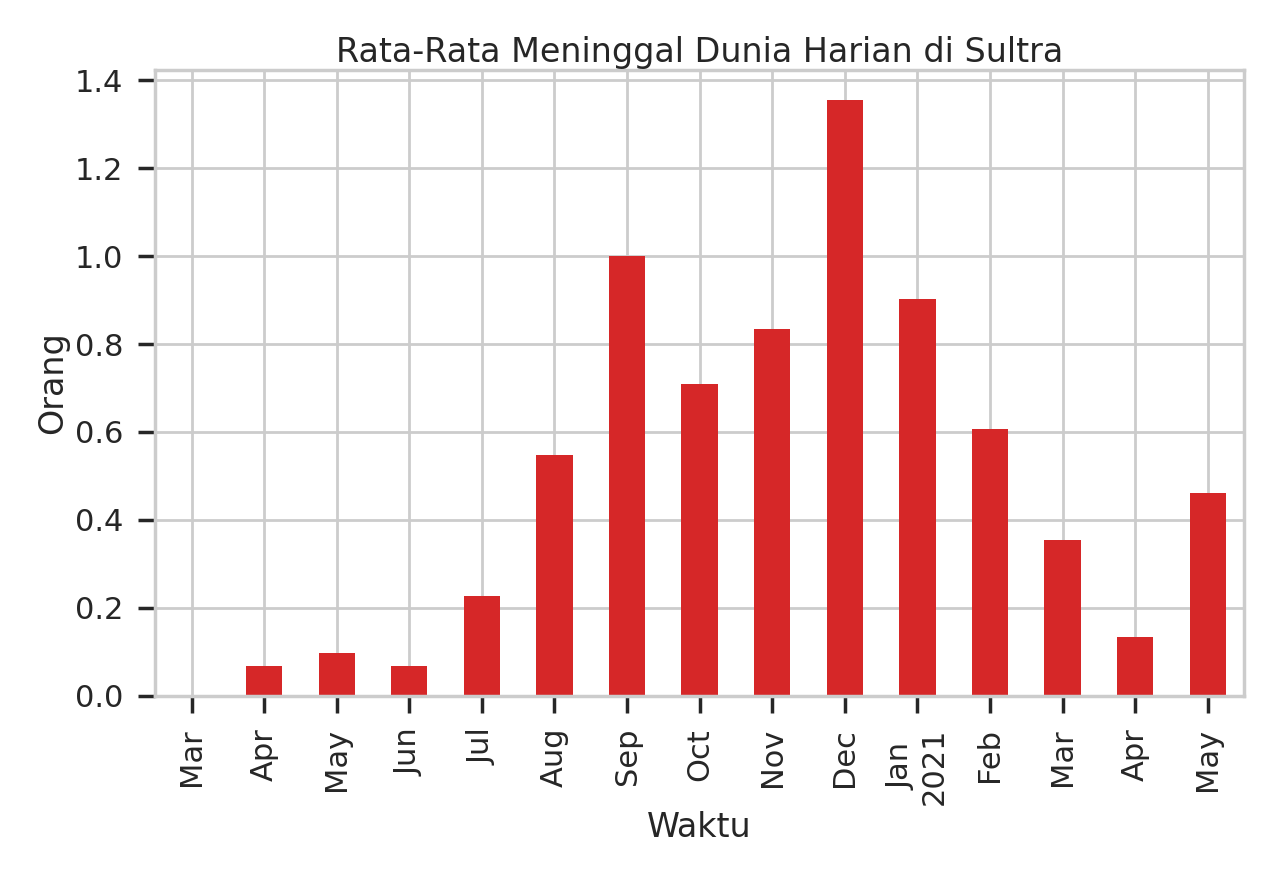 Rata-Rata Meninggal Dunia Harian di Sultra
1.4
1.2
1.0
0.8
0.6
0.4
0.2
0.0
Orang
Mar
Apr
May
Jun
Jul
Aug
Sep
Oct
Nov
Dec
Jan
2021
Feb
Mar
Apr
May
Waktu